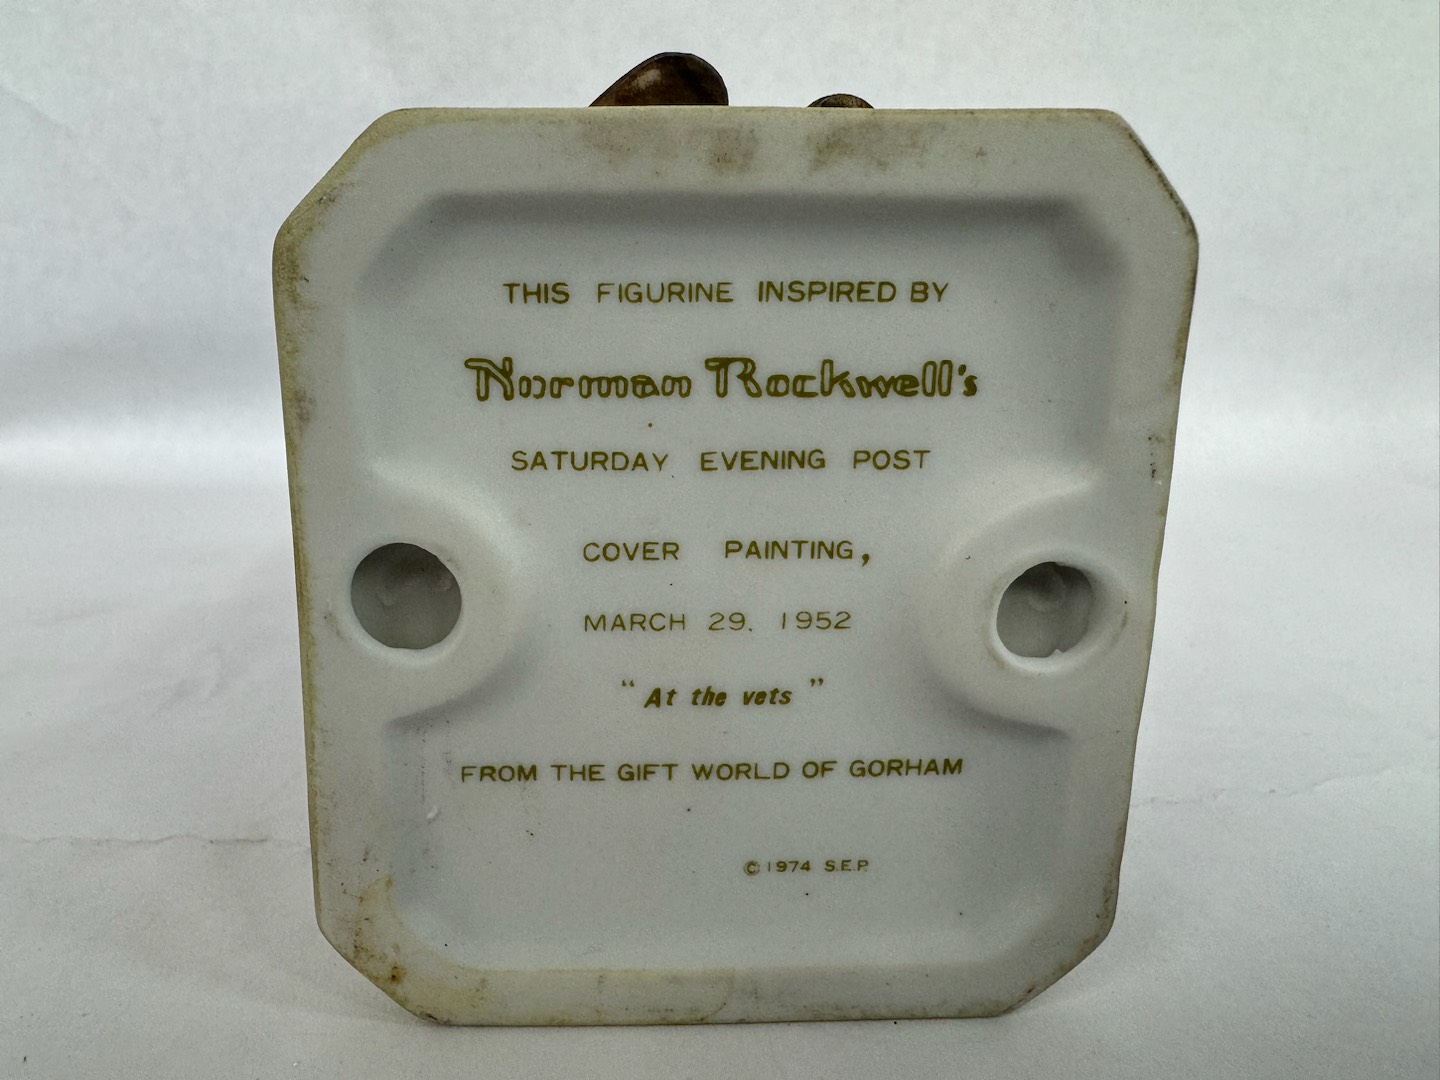 THIS FIGURINE INSPIRED BY
Norman Rockwell's
SATURDAY EVENING POST
COVER PAINTING,
MARCH 29. 1952
"At the vets"
FROM THE GIFT WORLD OF GORHAM
© 1974 S.E.P.